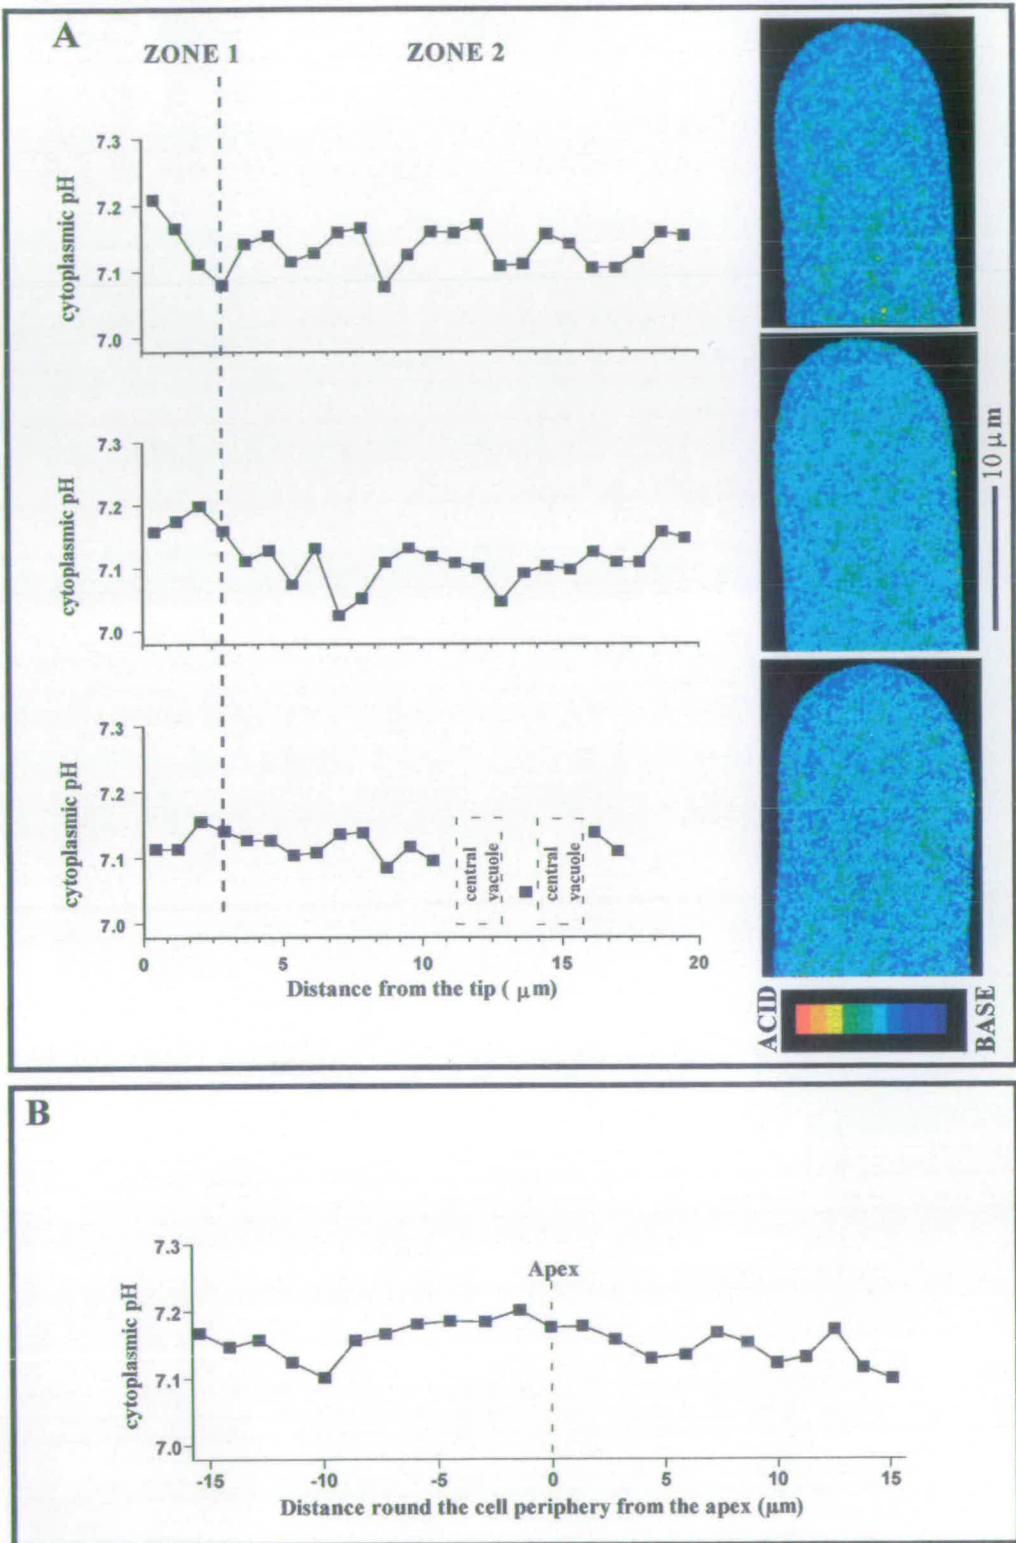 A
ZONE 1 ZONE 2
7.3
7.2
7.1
7.0
cytoplasmic pH
7.3
7.2
7.1
7.0
cytoplasmic pH
10 μm
7.3
7.2
7.1
7.0
cytoplasmic pH
central vacuole
central vacuole
0 5 10 15 20
Distance from the tip ( μm)
ACID
BASE
B
7.3
7.2
7.1
7.0
cytoplasmic pH
Apex
-15 -10 -5 0 5 10 15
Distance round the cell periphery from the apex (μm)